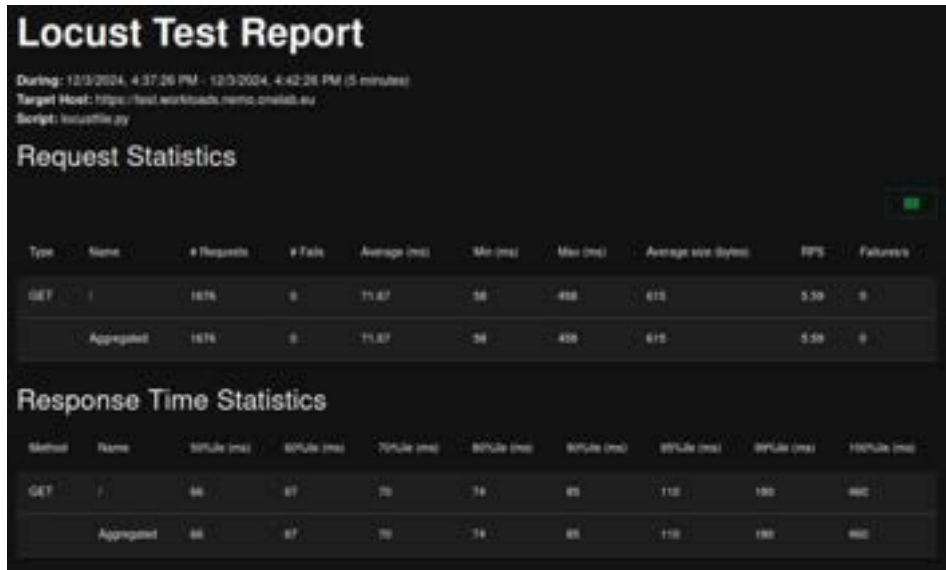 Locust Test Report
During: 12/3/2024, 4:37:26 PM - 12/3/2024, 4:42:26 PM (5 minutes)
Target Host: https://test.workloads.nemo.onelab.eu
Script: locustfile.py
Request Statistics
Type Name # Requests # Fails Average (ms) Min (ms) Max (ms) Average size (bytes) RPS Failures/s
GET / 1676 0 71.67 0 615 5.59 0
Aggregated 1676 0 71.67 0 615 5.59 0
Response Time Statistics
Method Name 50%ile (ms) 60%ile (ms) 70%ile (ms) 80%ile (ms) 90%ile (ms) 95%ile (ms) 99%ile (ms) 100%ile (ms)
GET / 66 67 70 74 85 110 180 460
Aggregated 66 67 70 74 85 110 180 460